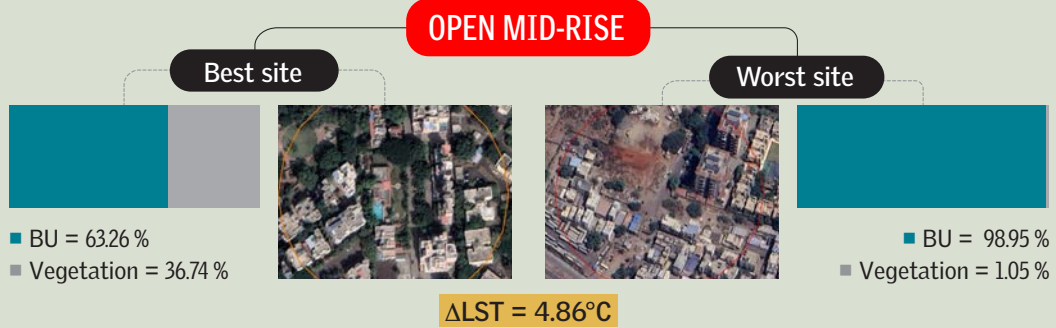 OPEN MID-RISE
Best site
Worst site
BU = 63.26 %
Vegetation = 36.74 %
BU = 98.95 %
Vegetation = 1.05 %
ΔLST = 4.86°C